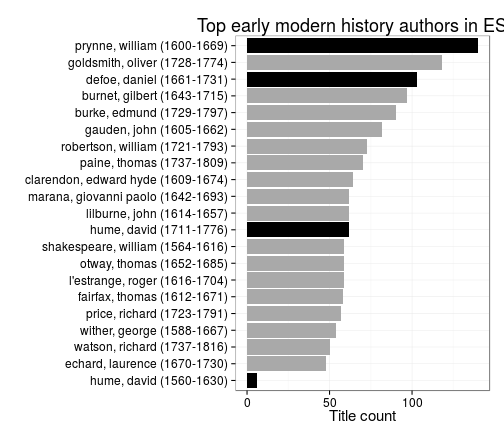 Top early modern history authors in ES
prynne, william (1600-1669)
goldsmith, oliver (1728-1774)
defoe, daniel (1661-1731)
burnet, gilbert (1643-1715)
burke, edmund (1729-1797)
gauden, john (1605-1662)
robertson, william (1721-1793)
paine, thomas (1737-1809)
clarendon, edward hyde (1609-1674)
marana, giovanni paolo (1642-1693)
lilburne, john (1614-1657)
hume, david (1711-1776)
shakespeare, william (1564-1616)
otway, thomas (1652-1685)
l'estrange, roger (1616-1704)
fairfax, thomas (1612-1671)
price, richard (1723-1791)
wither, george (1588-1667)
watson, richard (1737-1816)
echard, laurence (1670-1730)
hume, david (1560-1630)
0 50 100
Title count